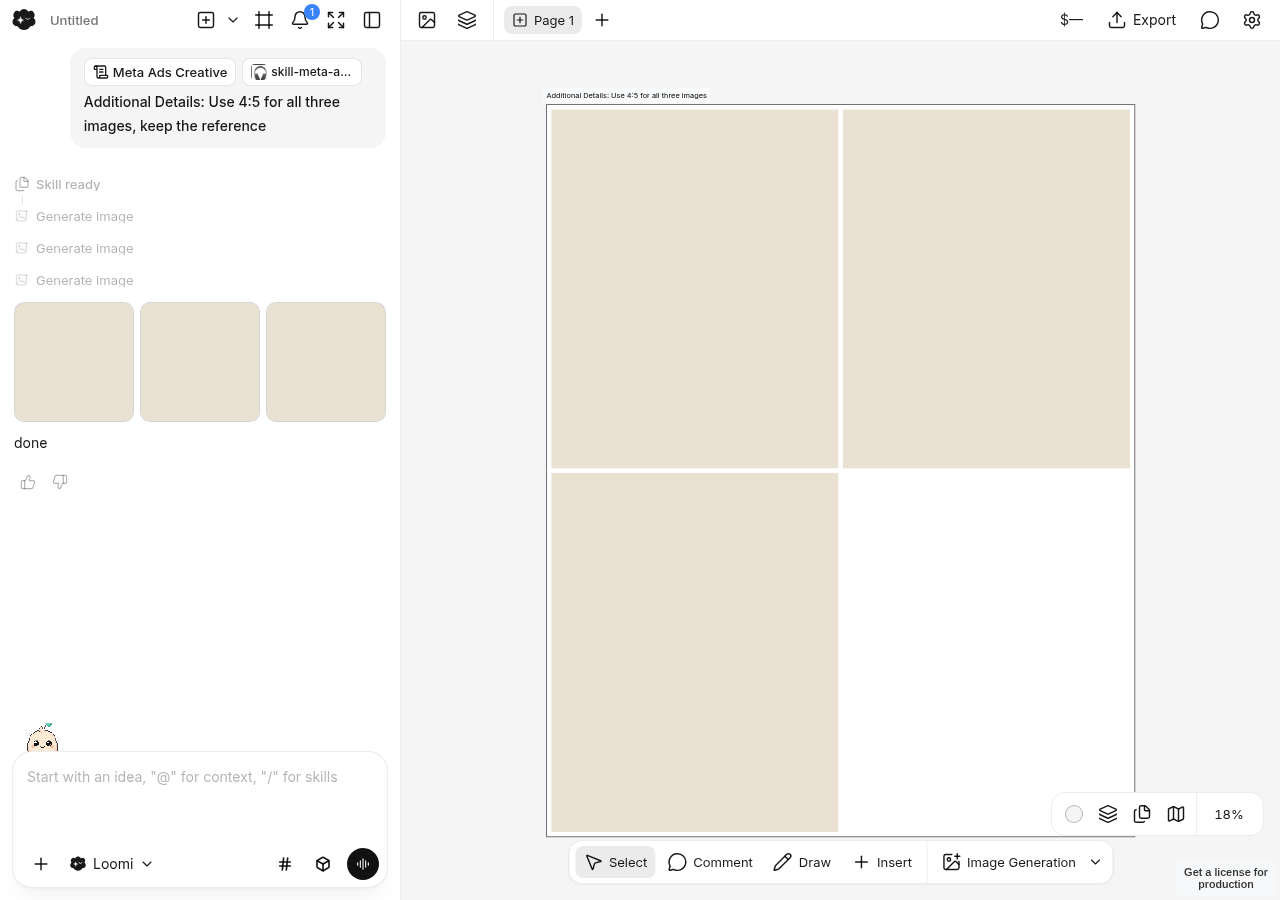 Untitled
1
Page 1
$—
Export
Meta Ads Creative
skill-meta-a...
Additional Details: Use 4:5 for all three
images, keep the reference
Skill ready
Generate image
Generate image
Generate image
done
Start with an idea, "@" for context, "/" for skills
Loomi
Additional Details: Use 4:5 for all three images
18%
Select
Comment
Draw
Insert
Image Generation
Get a license for
production